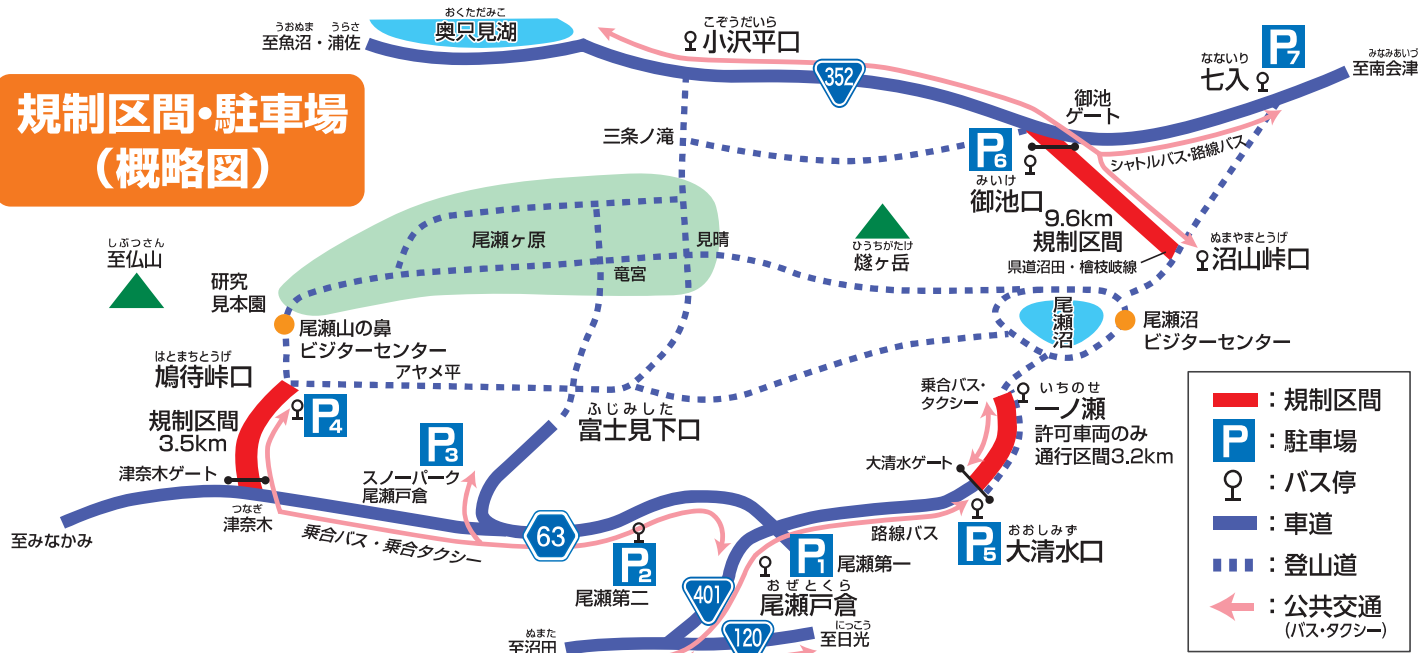 規制区間・駐車場
（概略図）
うおぬま うらさ
至魚沼・浦佐
おくただみこ
奥只見湖
こぞうだいら
小沢平口
352
なないり
七入
P7
みなみあいづ
至南会津
御池
ゲート
シャトルバス・路線バス
三条ノ滝
P6
みいけ
御池口
9.6km
規制区間
県道沼田・檜枝岐線
ぬまやまとうげ
沼山峠口
しぶつさん
至仏山
尾瀬ヶ原
見晴
竜宮
ひうちがたけ
燧ヶ岳
研究
見本園
尾瀬山の鼻
ビジターセンター
尾瀬沼
尾瀬沼
ビジターセンター
はとまちとうげ
鳩待峠口
アヤメ平
規制区間
3.5km
P4
ふじみした
富士見下口
P3
スノーパーク
尾瀬戸倉
乗合バス・
タクシー
いちのせ
一ノ瀬
許可車両のみ
通行区間3.2km
大清水ゲート
津奈木ゲート
つなぎ
津奈木
至みなかみ
乗合バス・乗合タクシー
63
P2
尾瀬第二
P1
尾瀬第一
路線バス
P5
おおしみず
大清水口
401
おぜとくら
尾瀬戸倉
120
ぬまた
至沼田
にっこう
至日光
：規制区間
P：駐車場
：バス停
：車道
：登山道
：公共交通
(バス・タクシー)